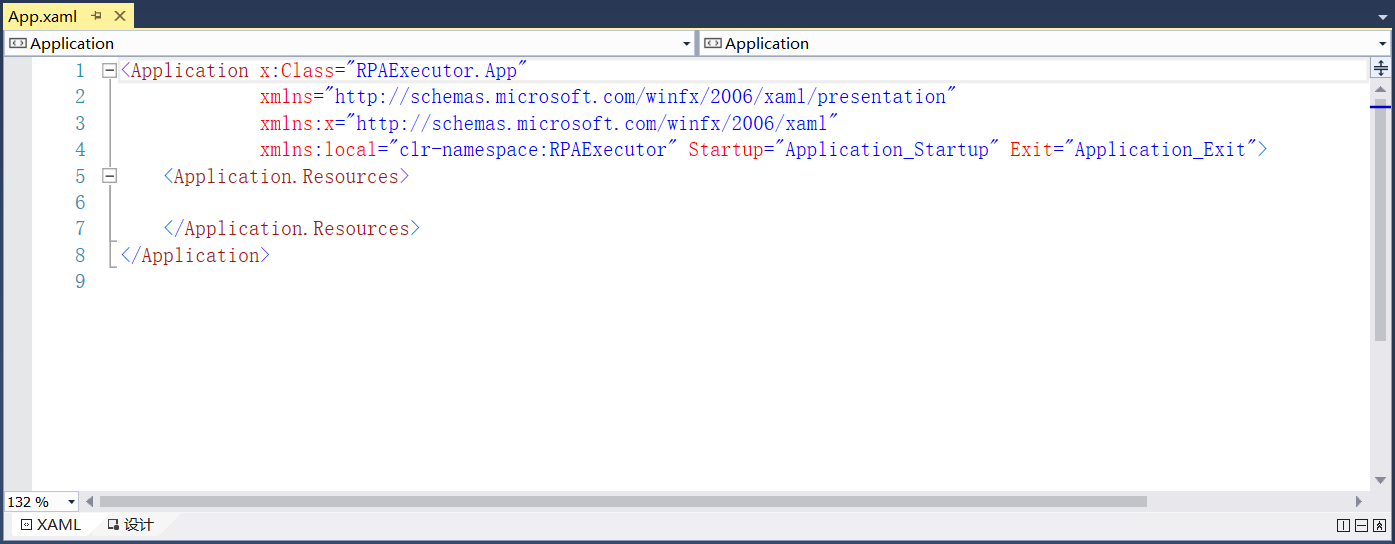 App.xaml
Application
Application
1 <Application x:Class="RPAExecutor.App"
2 xmlns="http://schemas.microsoft.com/winfx/2006/xaml/presentation"
3 xmlns:x="http://schemas.microsoft.com/winfx/2006/xaml"
4 xmlns:local="clr-namespace:RPAExecutor" Startup="Application_Startup" Exit="Application_Exit">
5 <Application.Resources>
6
7 </Application.Resources>
8 </Application>
9
132 %
XAML
设计